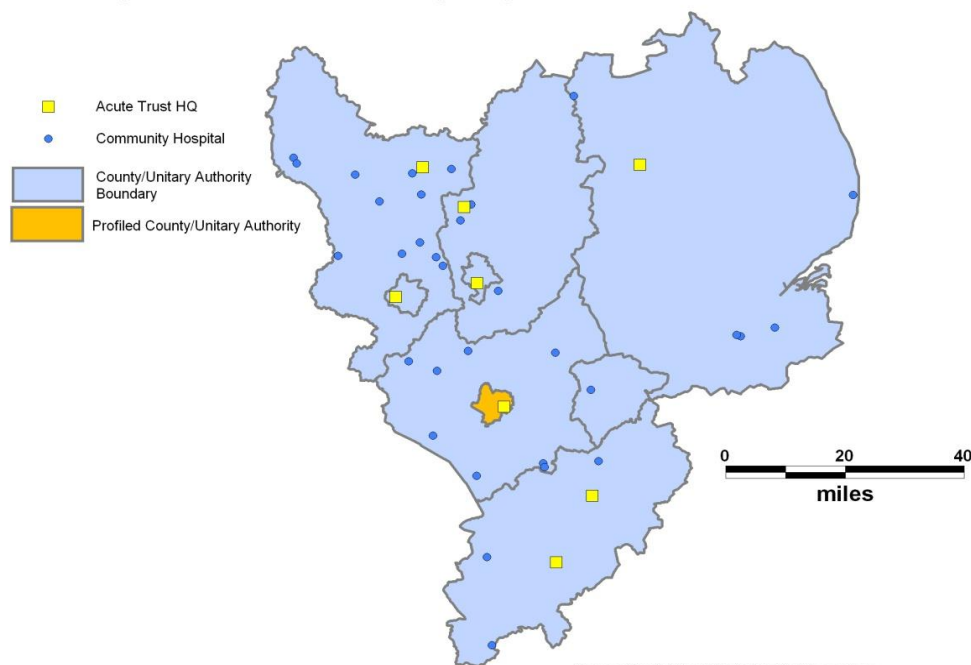 Acute Trust HQ
Community Hospital
County/Unitary Authority
Boundary
Profiled County/Unitary Authority
0 20 40
miles